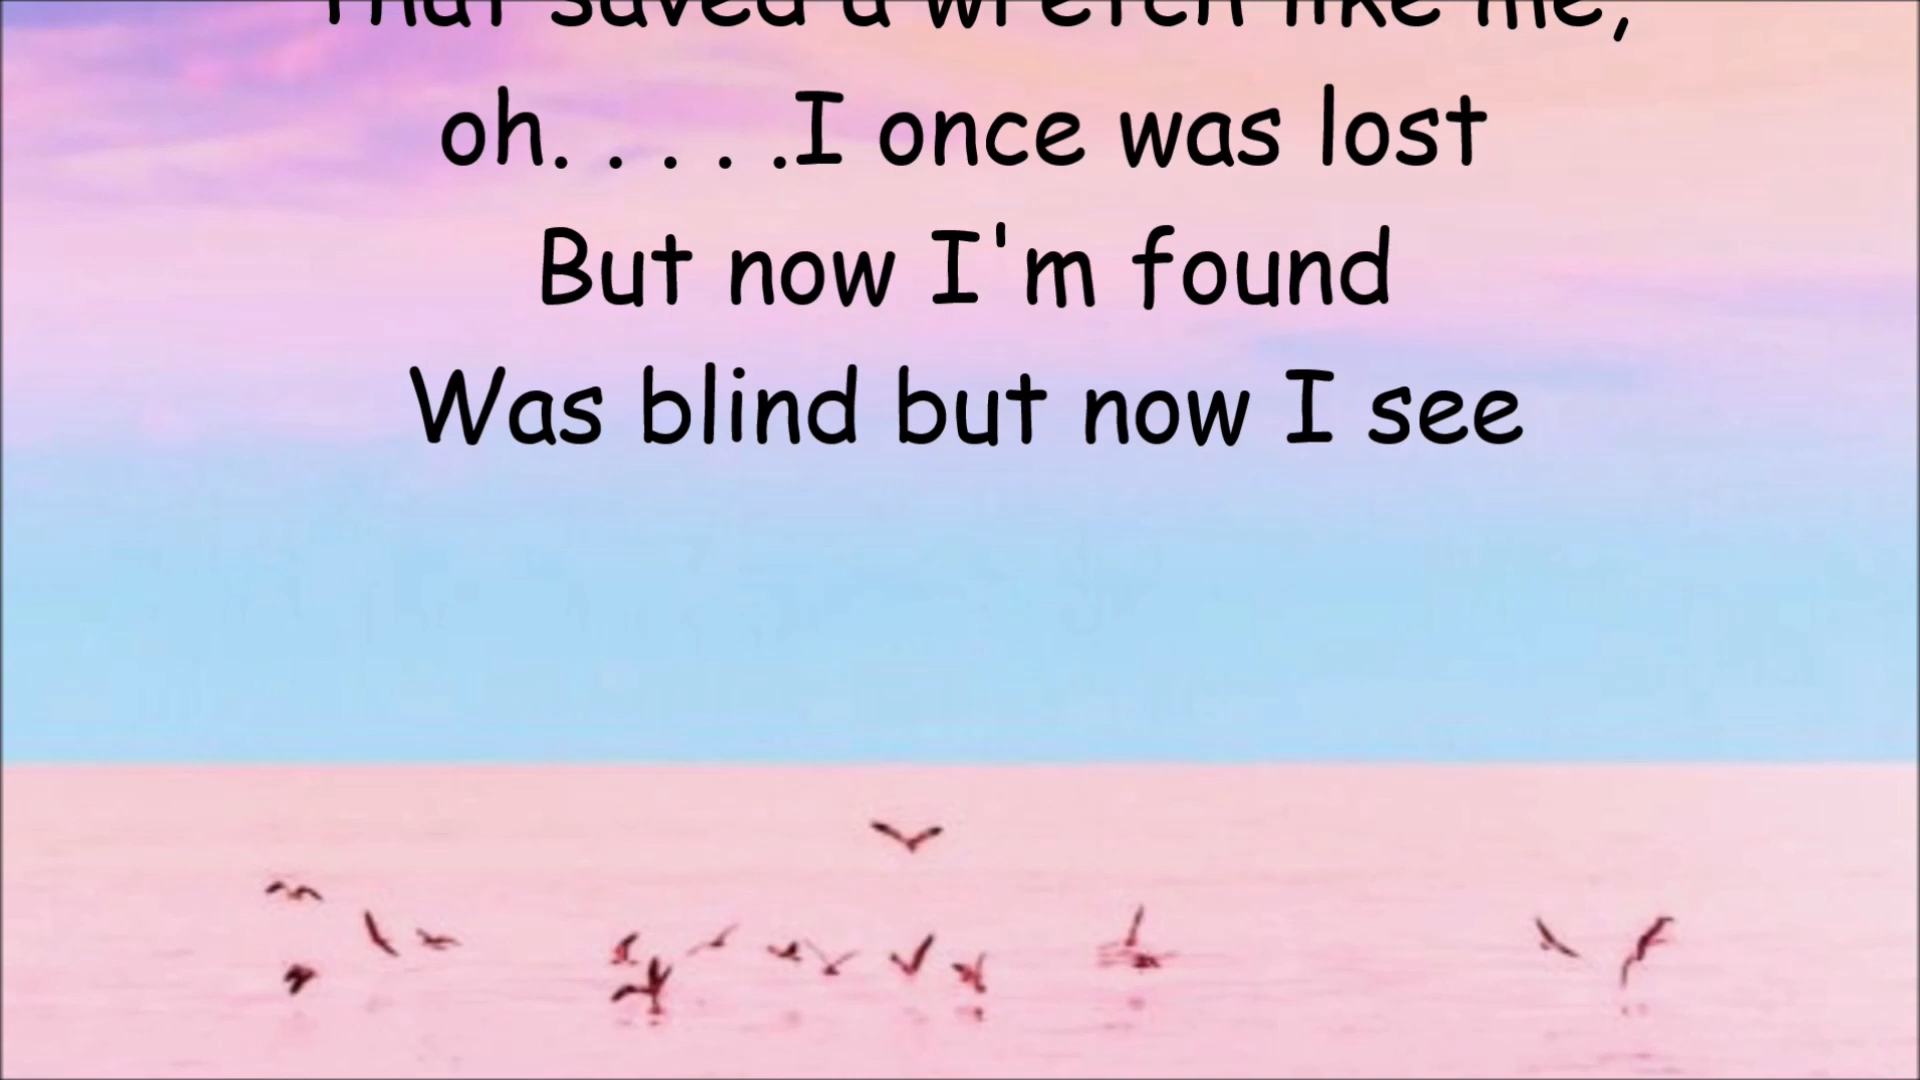 That saved a wretch like me,
oh. . . . .I once was lost
But now I'm found
Was blind but now I see